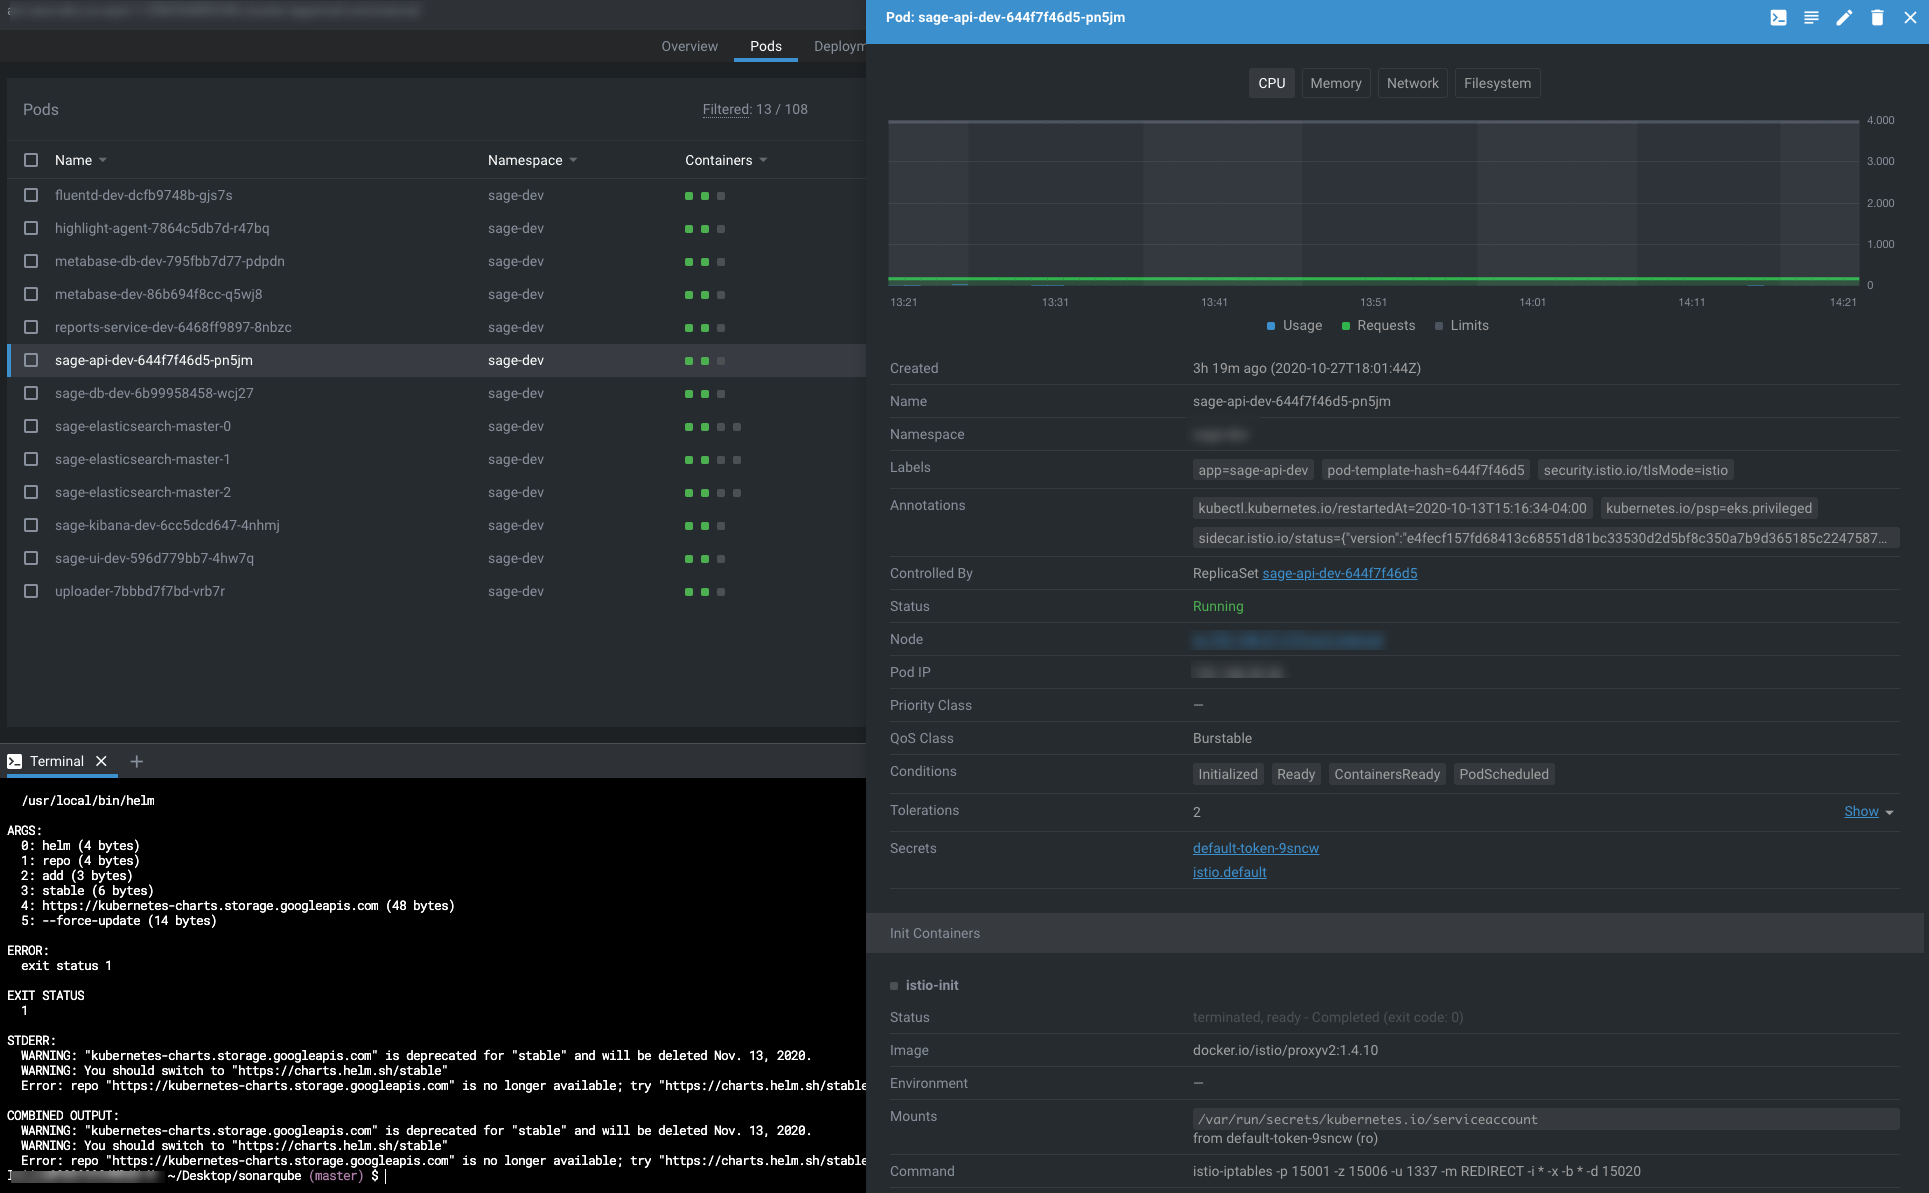 Overview Pods Deploym
Pods
Filtered: 13 / 108
Name Namespace Containers
fluentd-dev-dcfb9748b-gjs7s sage-dev
highlight-agent-7864c5db7d-r47bq sage-dev
metabase-db-dev-795fbb7d77-pdpdn sage-dev
metabase-dev-86b694f8cc-q5wj8 sage-dev
reports-service-dev-6468ff9897-8nbzc sage-dev
sage-api-dev-644f7f46d5-pn5jm sage-dev
sage-db-dev-6b99958458-wcj27 sage-dev
sage-elasticsearch-master-0 sage-dev
sage-elasticsearch-master-1 sage-dev
sage-elasticsearch-master-2 sage-dev
sage-kibana-dev-6cc5dcd647-4nhmj sage-dev
sage-ui-dev-596d779bb7-4hw7q sage-dev
uploader-7bbbd7f7bd-vrb7r sage-dev
Terminal
/usr/local/bin/helm
ARGS:
0: helm (4 bytes)
1: repo (4 bytes)
2: add (3 bytes)
3: stable (6 bytes)
4: https://kubernetes-charts.storage.googleapis.com (48 bytes)
5: --force-update (14 bytes)
ERROR:
exit status 1
EXIT STATUS
1
STDERR:
WARNING: "kubernetes-charts.storage.googleapis.com" is deprecated for "stable" and will be deleted Nov. 13, 2020.
WARNING: You should switch to "https://charts.helm.sh/stable"
Error: repo "https://kubernetes-charts.storage.googleapis.com" is no longer available; try "https://charts.helm.sh/stable
COMBINED OUTPUT:
WARNING: "kubernetes-charts.storage.googleapis.com" is deprecated for "stable" and will be deleted Nov. 13, 2020.
WARNING: You should switch to "https://charts.helm.sh/stable"
Error: repo "https://kubernetes-charts.storage.googleapis.com" is no longer available; try "https://charts.helm.sh/stable
~/Desktop/sonarqube (master) $
Pod: sage-api-dev-644f7f46d5-pn5jm
CPU Memory Network Filesystem
4.000
3.000
2.000
1.000
0
13:21 13:31 13:41 13:51 14:01 14:11 14:21
Usage Requests Limits
Created 3h 19m ago (2020-10-27T18:01:44Z)
Name sage-api-dev-644f7f46d5-pn5jm
Namespace
Labels app=sage-api-dev pod-template-hash=644f7f46d5 security.istio.io/tlsMode=istio
Annotations kubectl.kubernetes.io/restartedAt=2020-10-13T15:16:34-04:00 kubernetes.io/psp=eks.privileged
sidecar.istio.io/status={"version":"e4fecf157fd68413c68551d81bc33530d2d5bf8c350a7b9d365185c2247587...
Controlled By ReplicaSet sage-api-dev-644f7f46d5
Status Running
Node
Pod IP
Priority Class —
QoS Class Burstable
Conditions Initialized Ready ContainersReady PodScheduled
Tolerations 2 Show
Secrets default-token-9sncw
istio.default
Init Containers
istio-init
Status terminated, ready - Completed (exit code: 0)
Image docker.io/istio/proxyv2:1.4.10
Environment —
Mounts /var/run/secrets/kubernetes.io/serviceaccount
from default-token-9sncw (ro)
Command istio-iptables -p 15001 -z 15006 -u 1337 -m REDIRECT -i * -x -b * -d 15020